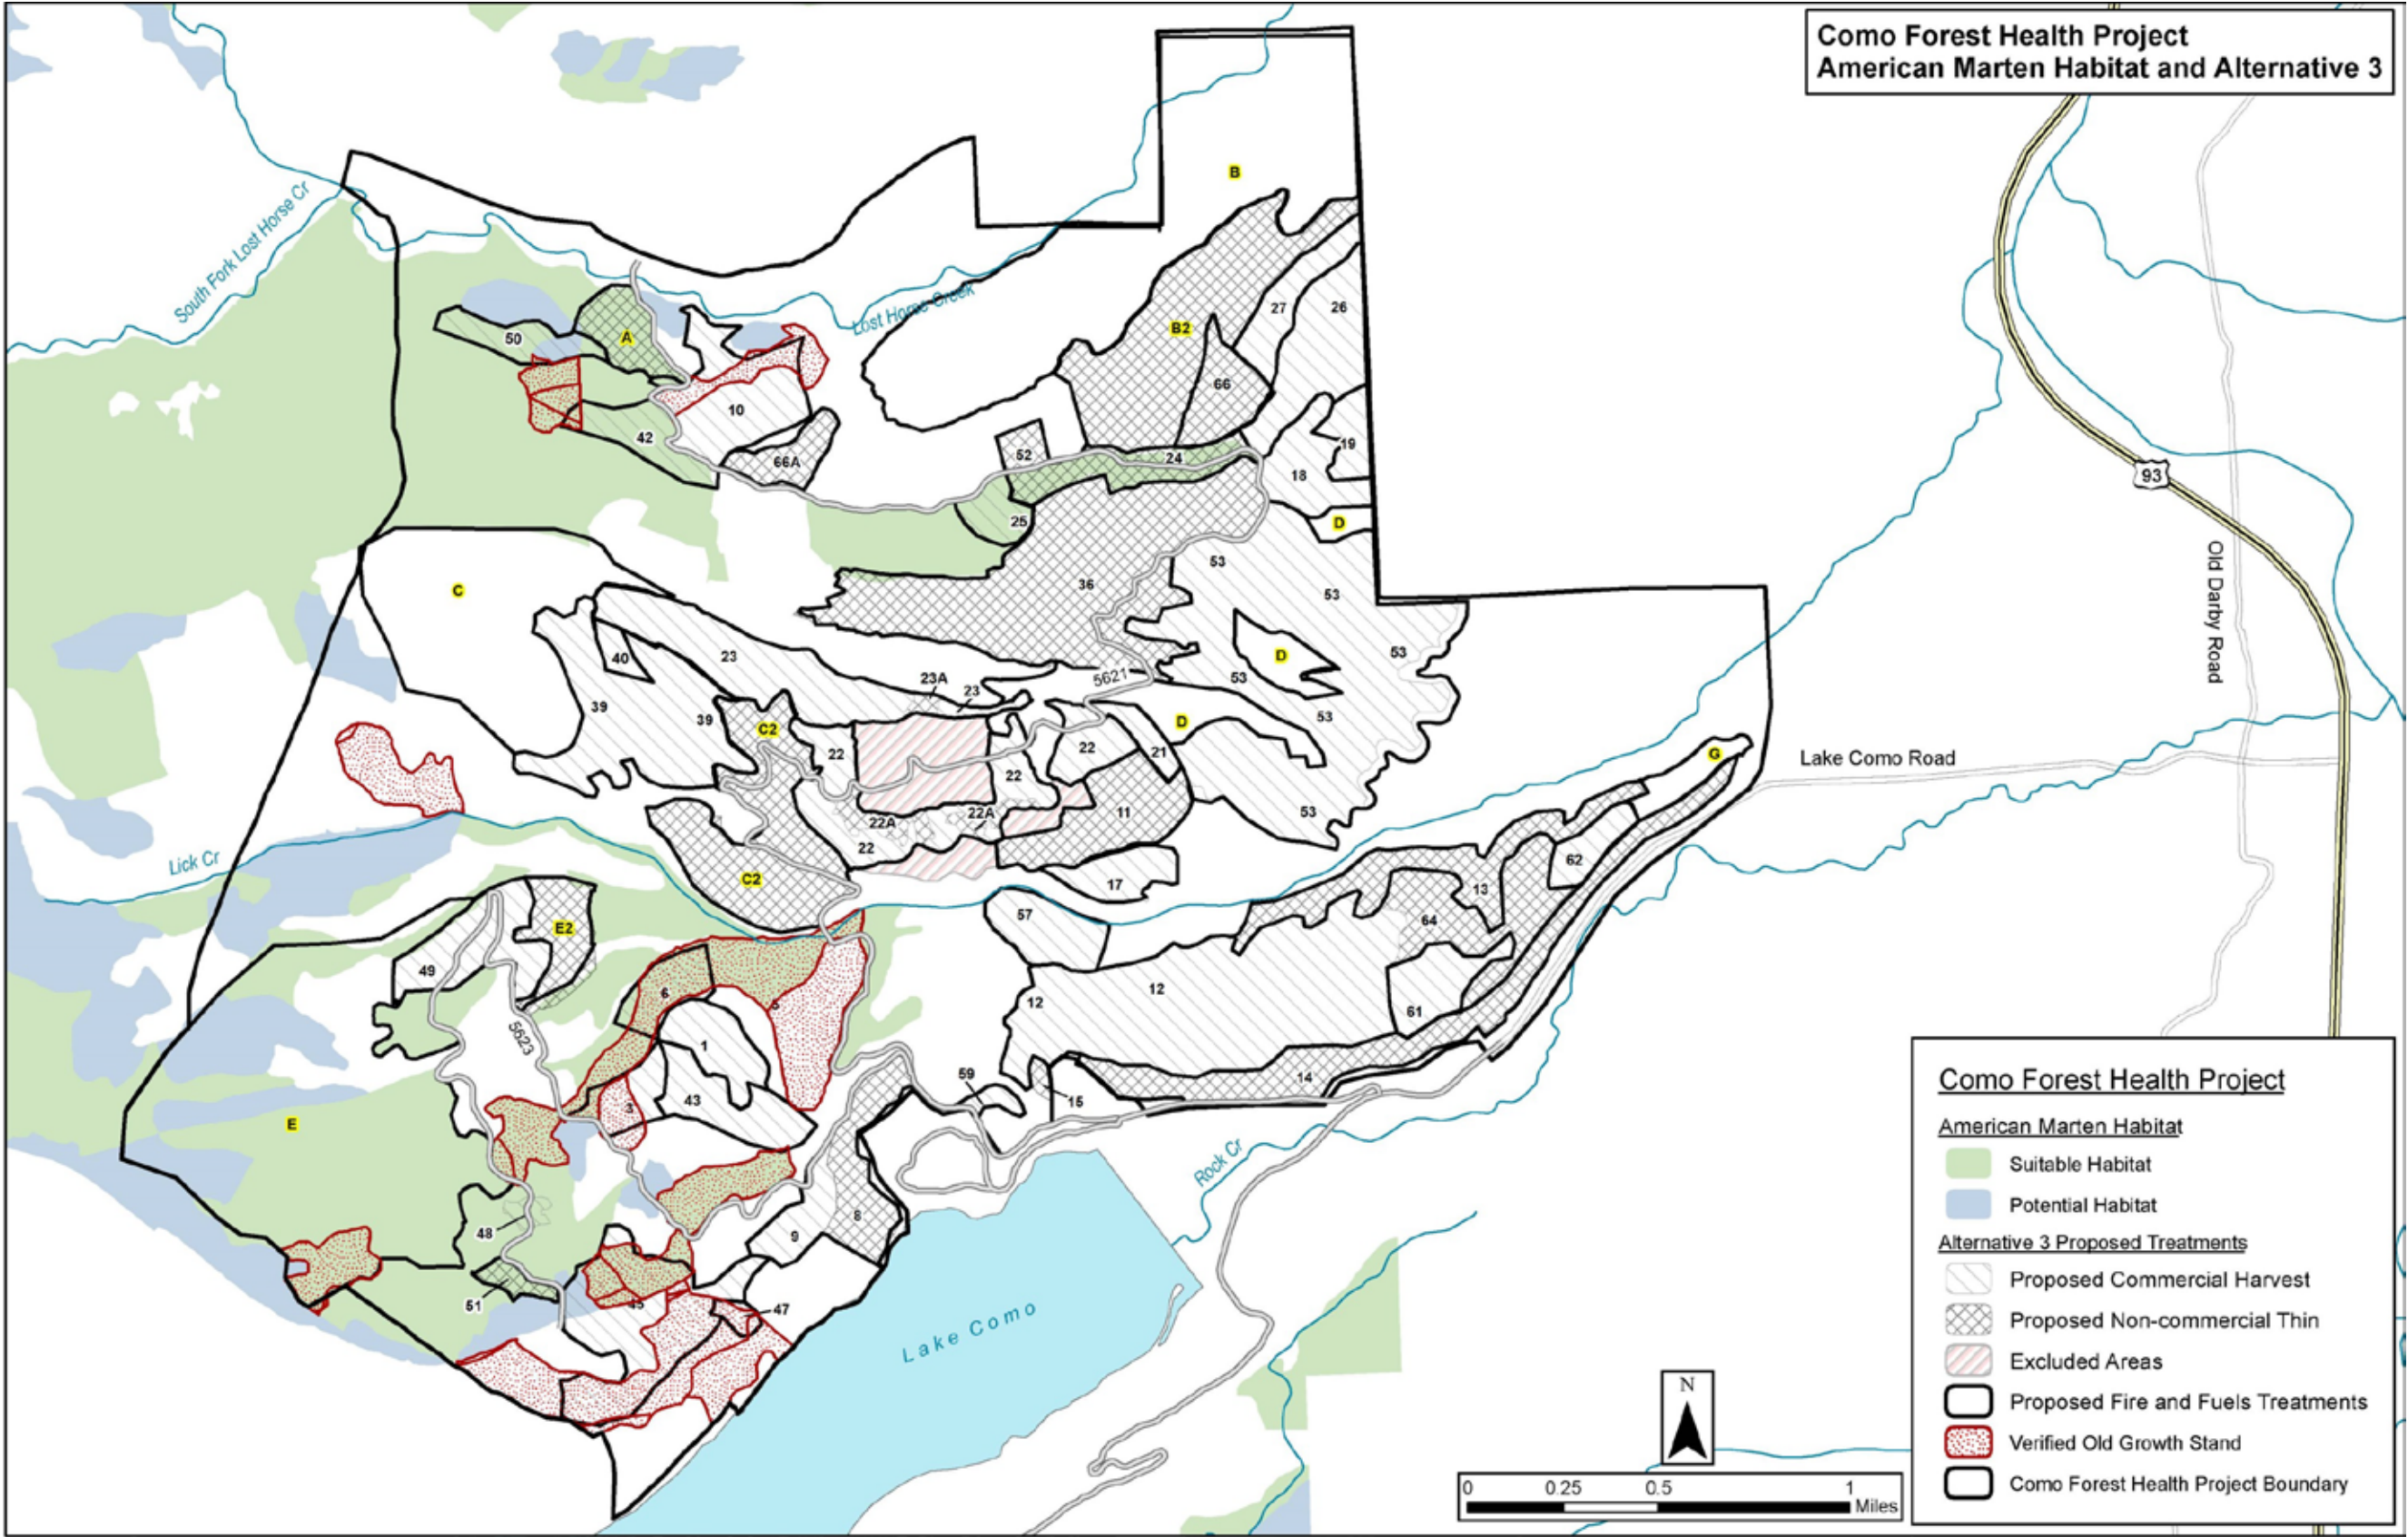 Como Forest Health Project
American Marten Habitat and Alternative 3
South Fork Lost Horse Cr
Lost Horse Creek
B
B2
27
26
50
A
66
10
42
66A
52
24
19
18
25
D
93
Old Darby Road
53
36
53
C
40
23
53
D
53
23A
23
5621
39
39
C2
53
D
22
22
21
22
G
Lake Como Road
22A
22A
11
53
22
Lick Cr
C2
17
62
13
57
64
E2
49
6
5
12
12
61
5623
1
14
59
15
43
3
E
Rock Cr
8
9
48
51
45
47
Lake Como
Como Forest Health Project
American Marten Habitat
Suitable Habitat
Potential Habitat
Alternative 3 Proposed Treatments
Proposed Commercial Harvest
Proposed Non-commercial Thin
Excluded Areas
Proposed Fire and Fuels Treatments
Verified Old Growth Stand
Como Forest Health Project Boundary
N
0 0.25 0.5 1
Miles